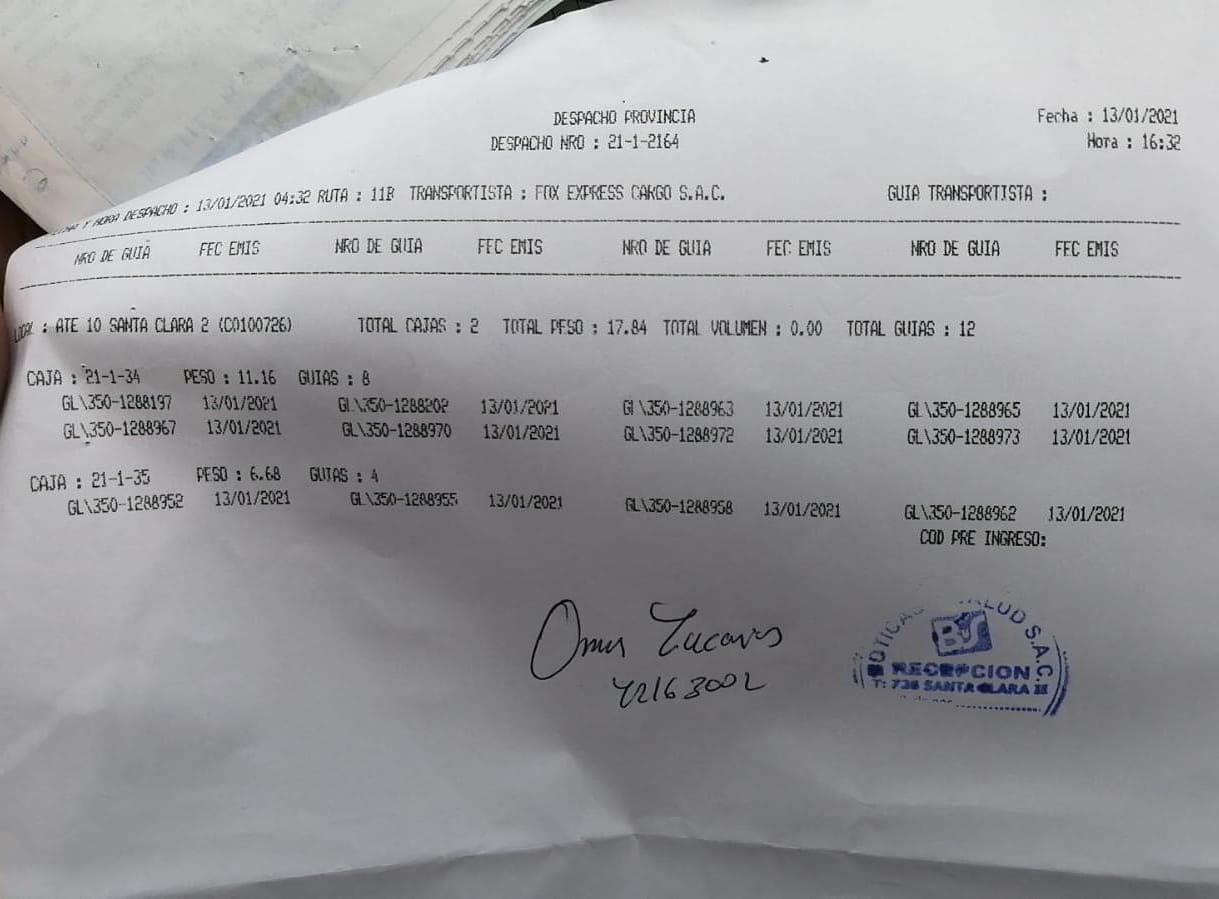 DESPACHO PROVINCIA
Fecha : 13/01/2021
DESPACHO NRO : 21-1-2164
Hora : 16:32
Y HORA DESPACHO : 13/01/2021 04:32 RUTA : 11B TRANSPORTISTA : FOX EXPRESS CARGO S.A.C. GUIA TRANSPORTISTA :
NRO DE GUIA FEC EMIS NRO DE GUIA FEC EMIS NRO DE GUIA FEC EMIS NRO DE GUIA FEC EMIS
LOCAL : ATE 10 SANTA CLARA 2 (C0100726) TOTAL CAJAS : 2 TOTAL PESO : 17.84 TOTAL VOLUMEN : 0.00 TOTAL GUIAS : 12
CAJA : 21-1-34 PESO : 11.16 GUIAS : 8
GL\350-1288197 13/01/2021 GL\350-1288202 13/01/2021 GL\350-1288963 13/01/2021 GL\350-1288965 13/01/2021
GL\350-1288967 13/01/2021 GL\350-1288970 13/01/2021 GL\350-1288972 13/01/2021 GL\350-1288973 13/01/2021
CAJA : 21-1-35 PESO : 6.68 GUIAS : 4
GL\350-1288952 13/01/2021 GL\350-1288955 13/01/2021 GL\350-1288958 13/01/2021 GL\350-1288962 13/01/2021
COD PRE INGRESO:
Omar
42163002
S.A.C.
BS
RECEPCION
T: 736 SANTA CLARA II